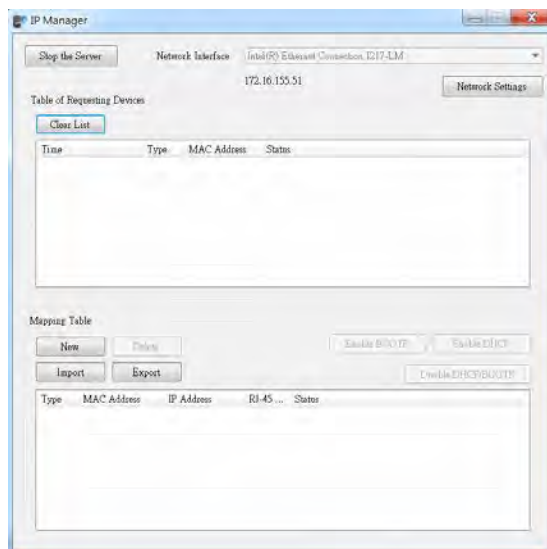 IP Manager
Stop the Server
Network Interface
Intel(R) Ethernet Connection I217-LM
172.16.155.51
Network Settings
Table of Requesting Devices
Clear List
Time Type MAC Address Status
Mapping Table
New Delete Enable BOOTP Enable DHCP
Import Export Disable DHCP/BOOTP
Type MAC Address IP Address RJ-45 ... Status